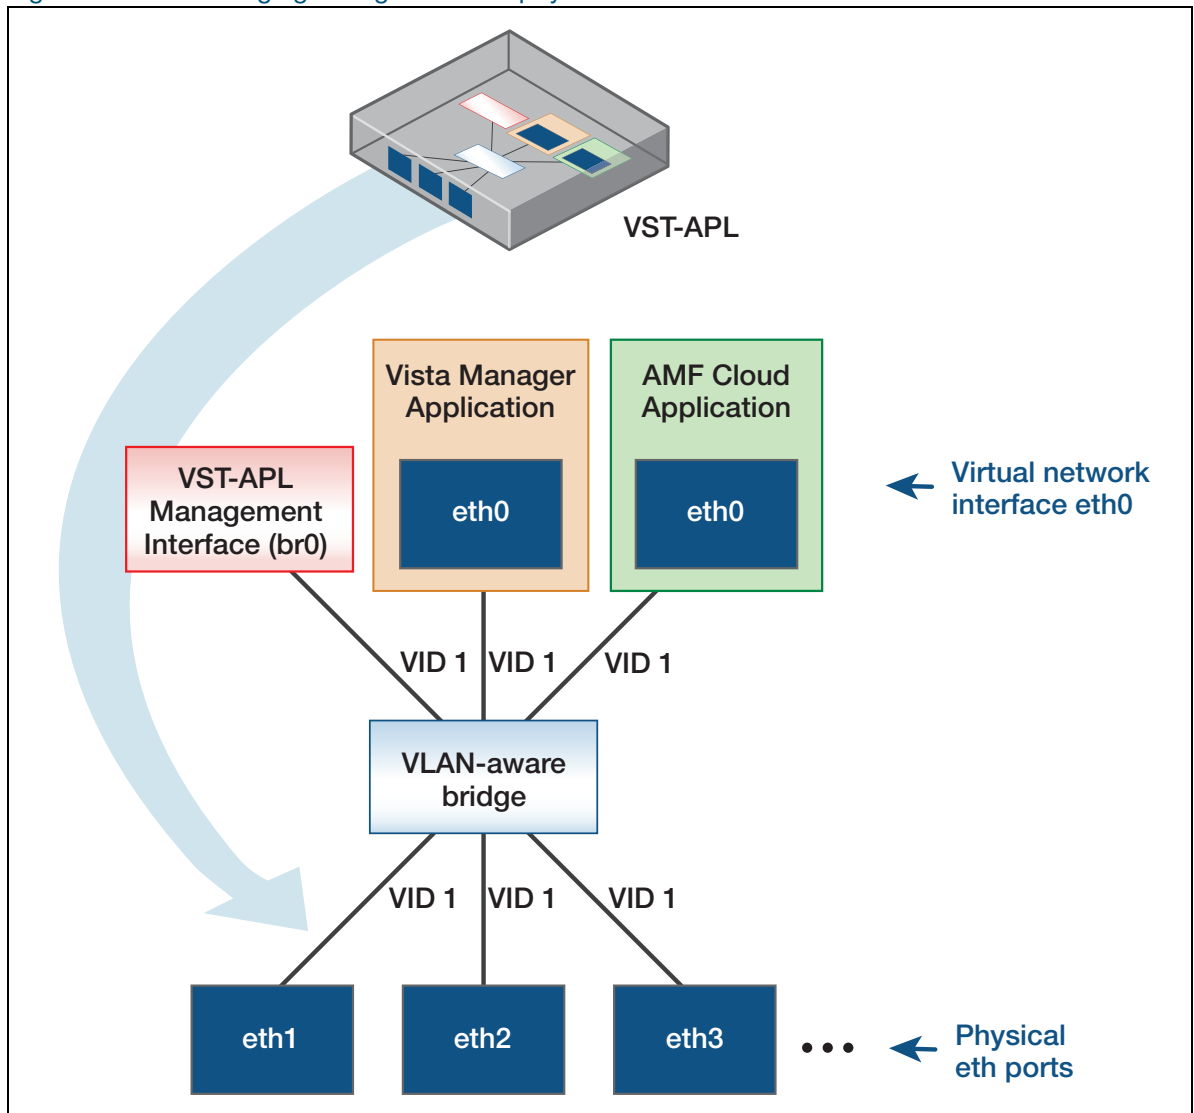 VST-APL
Vista Manager
Application
AMF Cloud
Application
VST-APL
Management
Interface (br0)
eth0
eth0
Virtual network
interface eth0
VID 1
VID 1
VID 1
VLAN-aware
bridge
VID 1
VID 1
VID 1
eth1
eth2
eth3
•••
Physical
eth ports